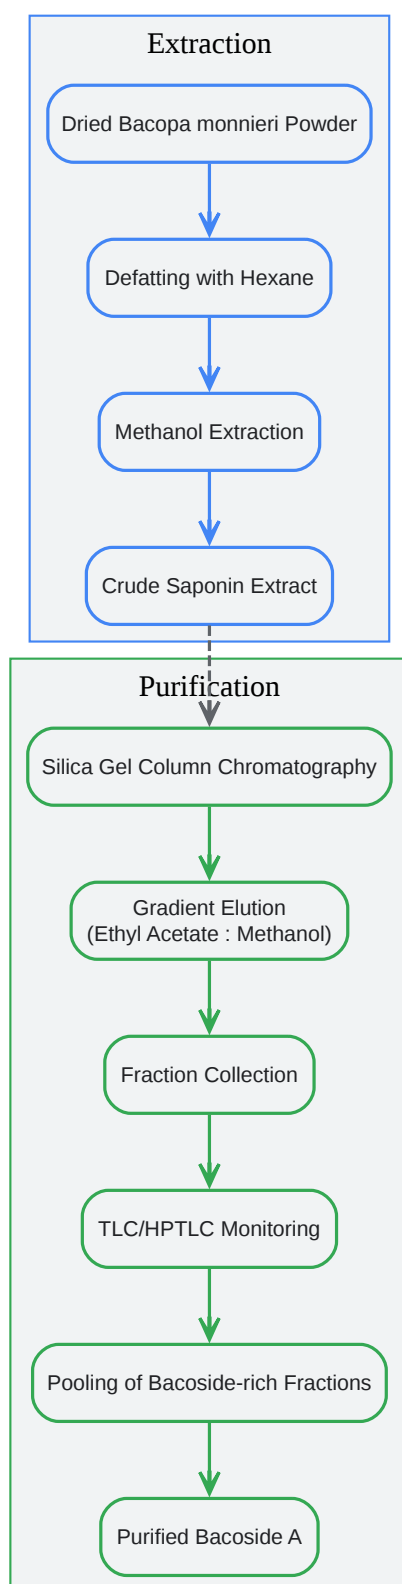 Extraction
Dried Bacopa monnieri Powder
Defatting with Hexane
Methanol Extraction
Crude Saponin Extract
Purification
Silica Gel Column Chromatography
Gradient Elution
(Ethyl Acetate : Methanol)
Fraction Collection
TLC/HPTLC Monitoring
Pooling of Bacoside-rich Fractions
Purified Bacoside A